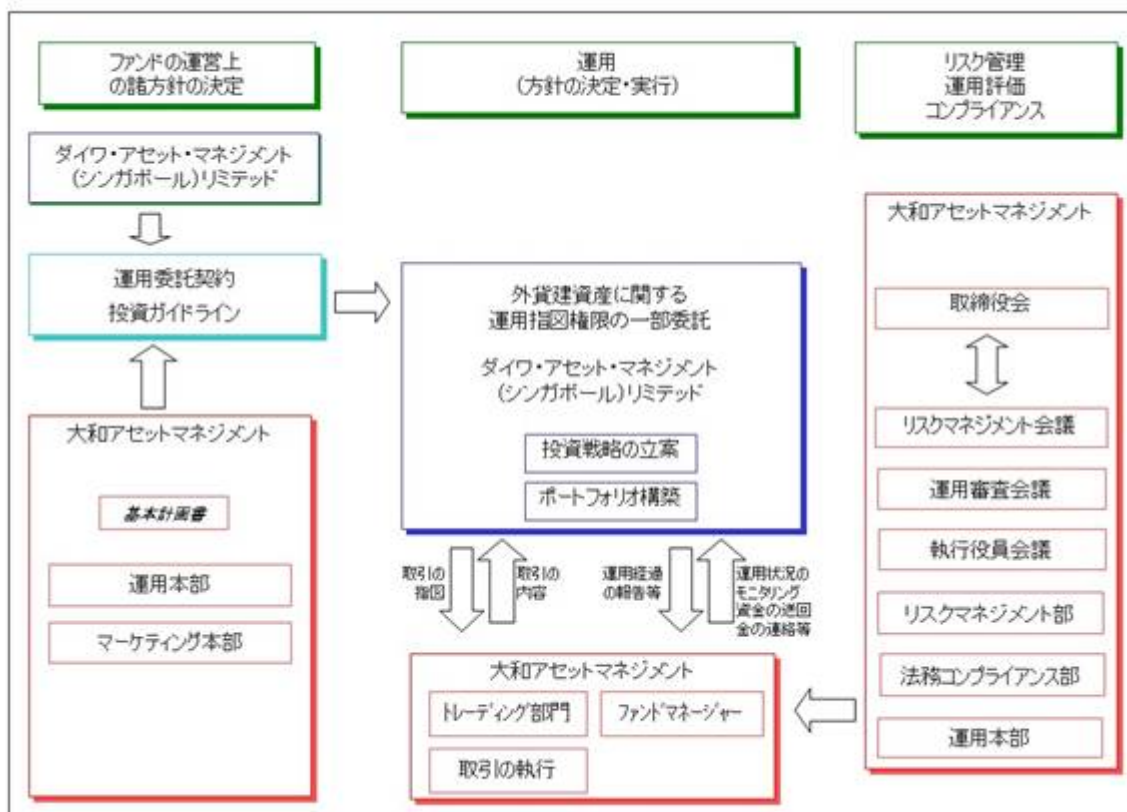 ファンドの運営上
の諸方針の決定
運用
(方針の決定・実行)
リスク管理
運用評価
コンプライアンス
ダイワ・アセット・マネジメント
(シンガポール)リミテッド
運用委託契約
投資ガイドライン
大和アセットマネジメント
基本計画書
運用本部
マーケティング本部
外貨建資産に関する
運用指図権限の一部委託
ダイワ・アセット・マネジメント
(シンガポール)リミテッド
投資戦略の立案
ポートフォリオ構築
取引の
指図
取引の
内容
運用経過
の報告等
運用状況の
モニタリング
資金の送回
金の連絡等
大和アセットマネジメント
トレーディング部門
ファンドマネージャー
取引の執行
大和アセットマネジメント
取締役会
リスクマネジメント会議
運用審査会議
執行役員会議
リスクマネジメント部
法務コンプライアンス部
運用本部